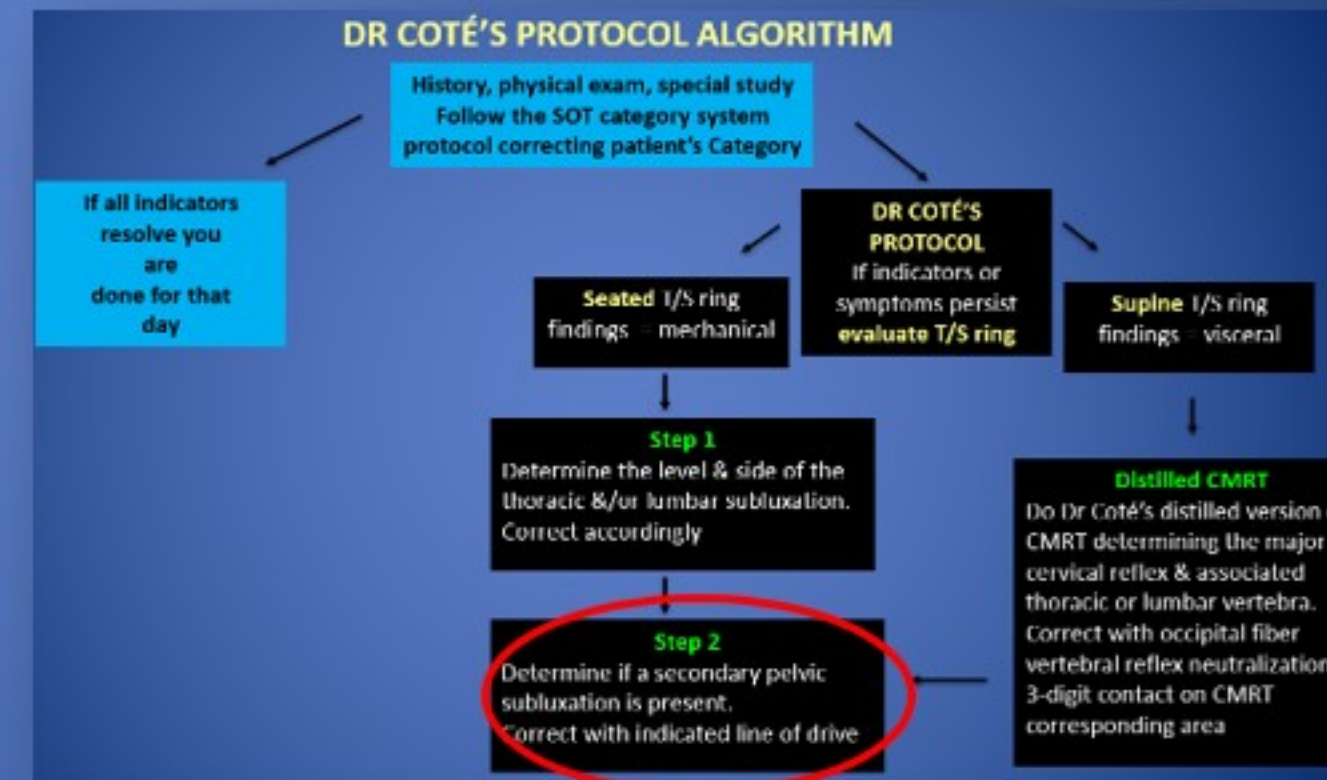 DR COTÉ'S PROTOCOL ALGORITHM
History, physical exam, special study
Follow the SOT category system
protocol correcting patient's Category
If all indicators
resolve you
are
done for that
day
DR COTÉ'S
PROTOCOL
If indicators or
symptoms persist
evaluate T/S ring
Seated T/S ring
findings = mechanical
Supine T/S ring
findings = visceral
Step 1
Determine the level & side of the
thoracic &/or lumbar subluxation.
Correct accordingly
Step 2
Determine if a secondary pelvic
subluxation is present.
Correct with indicated line of drive
Distilled CMRT
Do Dr Coté's distilled version
CMRT determining the major
cervical reflex & associated
thoracic or lumbar vertebra.
Correct with occipital fiber
vertebral reflex neutralization
3-digit contact on CMRT
corresponding area